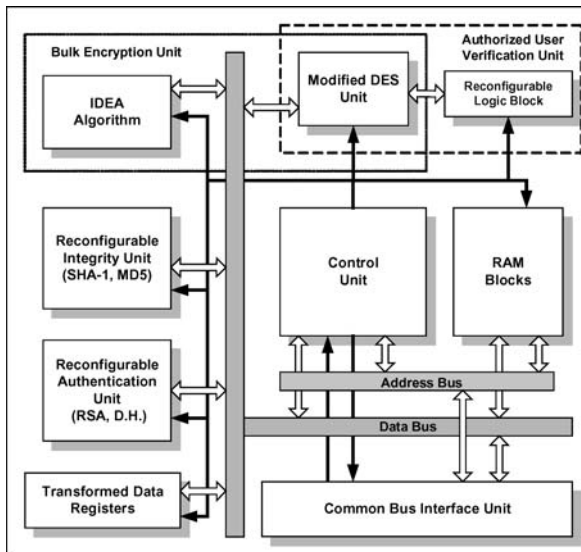 Bulk Encryption Unit
Authorized User
Verification Unit
IDEA
Algorithm
Modified DES
Unit
Reconfigurable
Logic Block
Reconfigurable
Integrity Unit
(SHA-1, MD5)
Control
Unit
RAM
Blocks
Reconfigurable
Authentication
Unit
(RSA, D.H.)
Address Bus
Data Bus
Transformed Data
Registers
Common Bus Interface Unit